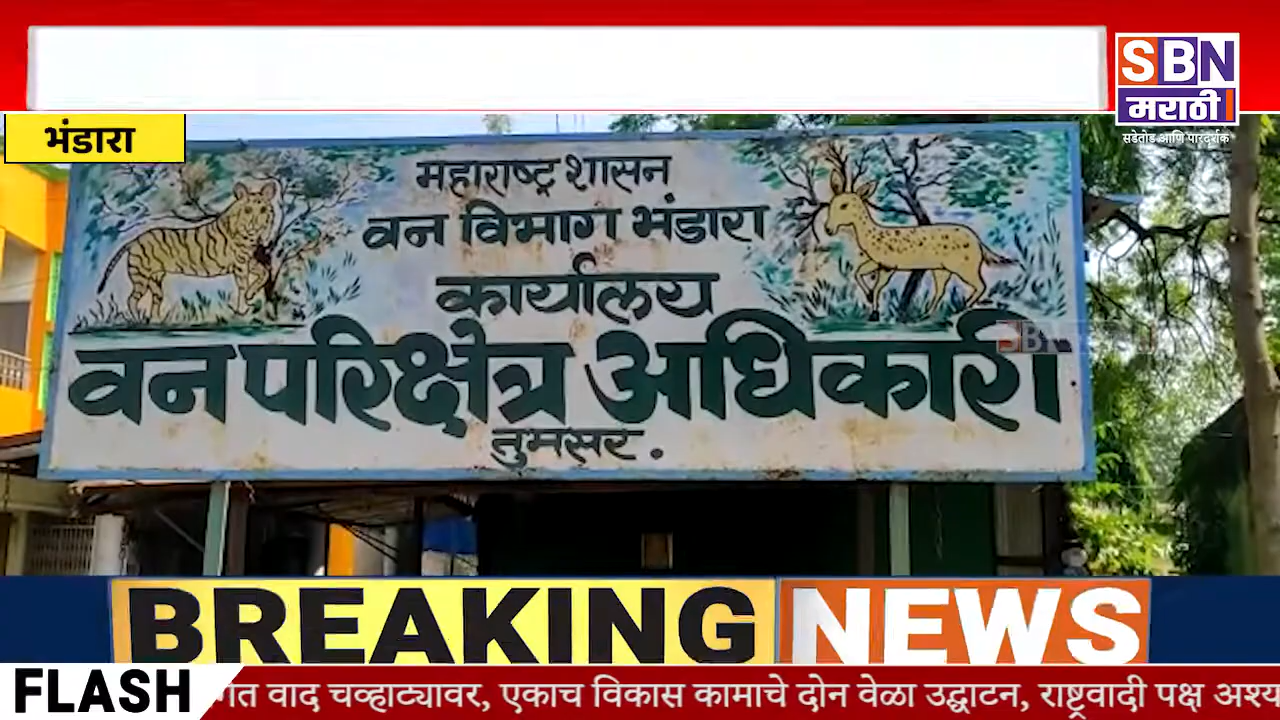 SBN
मराठी
सडेतोड आणि पारदर्शक
भंडारा
महाराष्ट्र शासन
वन विभाग भंडारा
कार्यालय
वन परिक्षेत्र अधिकारी
तुमसर.
BREAKING NEWS
FLASH
वाद चव्हाट्यावर, एकाच विकास कामाचे दोन वेळा उद्घाटन, राष्ट्रवादी पक्ष